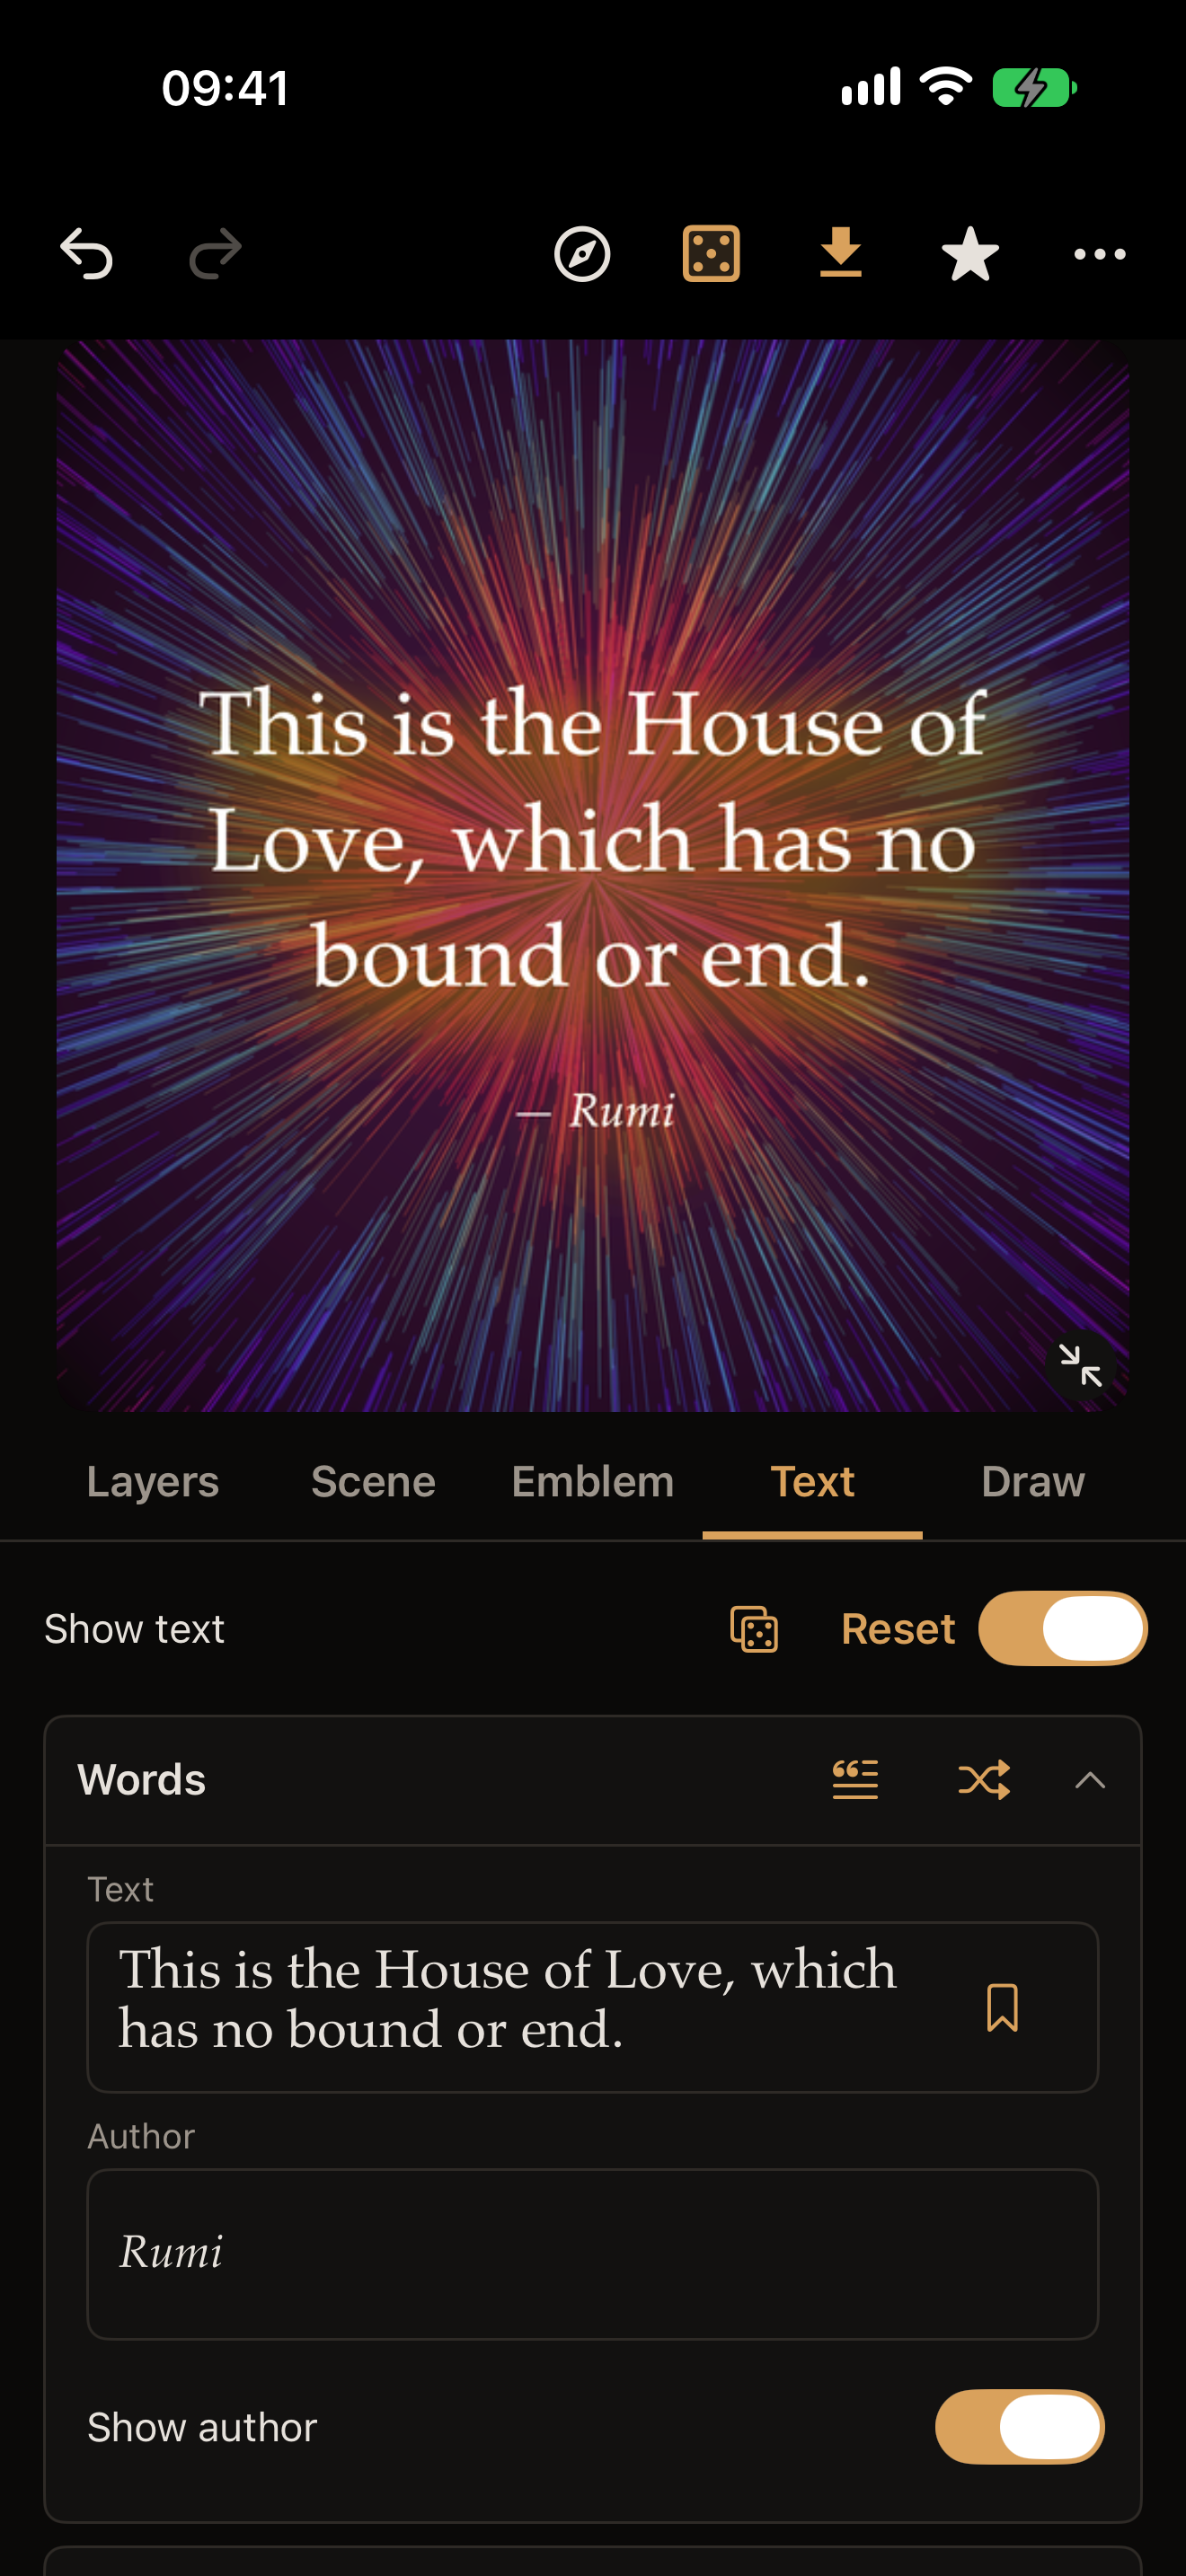 09:41
This is the House of
Love, which has no
bound or end.
— Rumi
Layers Scene Emblem Text Draw
Show text Reset
Words
Text
This is the House of Love, which
has no bound or end.
Author
Rumi
Show author